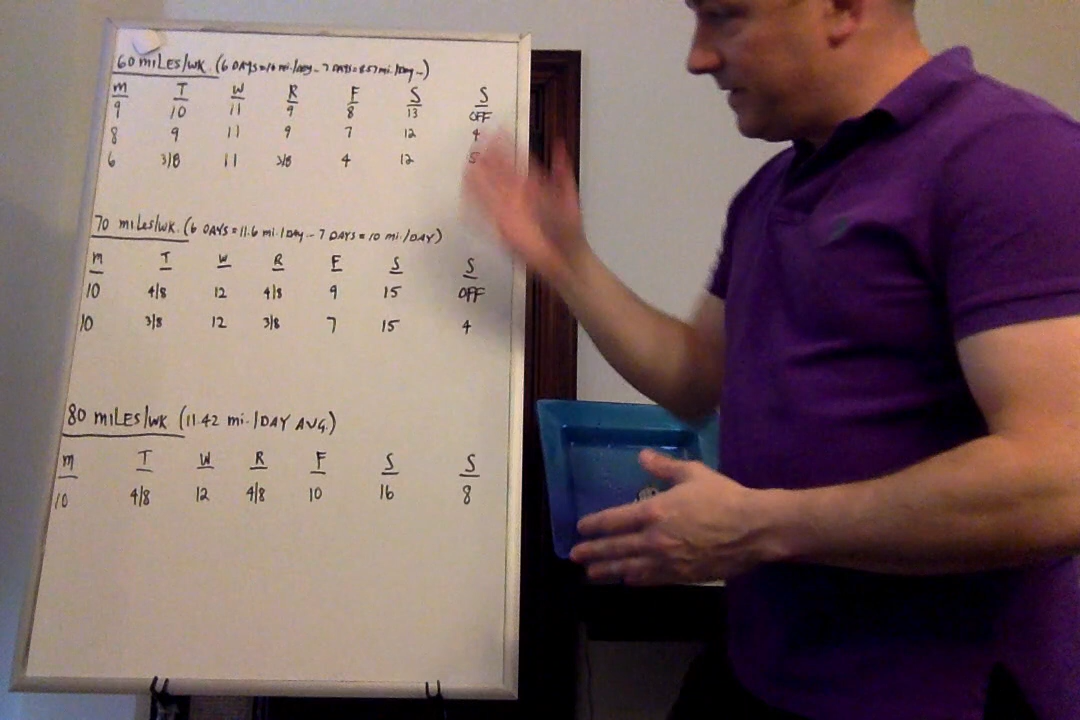 60 MILES/WK. (6 DAYS=10 mi./DAY - 7 DAYS=8.57 mi./DAY -)
M T W R F S S
9 10 11 9 8 13 OFF
8 9 11 9 7 12 4
6 3/8 11 3/8 4 12 5
70 MILES/WK. (6 DAYS=11.6 mi./DAY - 7 DAYS=10 mi./DAY)
M T W R F S S
10 4/8 12 4/8 9 15 OFF
10 3/8 12 3/8 7 15 4
80 MILES/WK (11.42 mi./DAY AVG.)
M T W R F S S
10 4/8 12 4/8 10 16 8